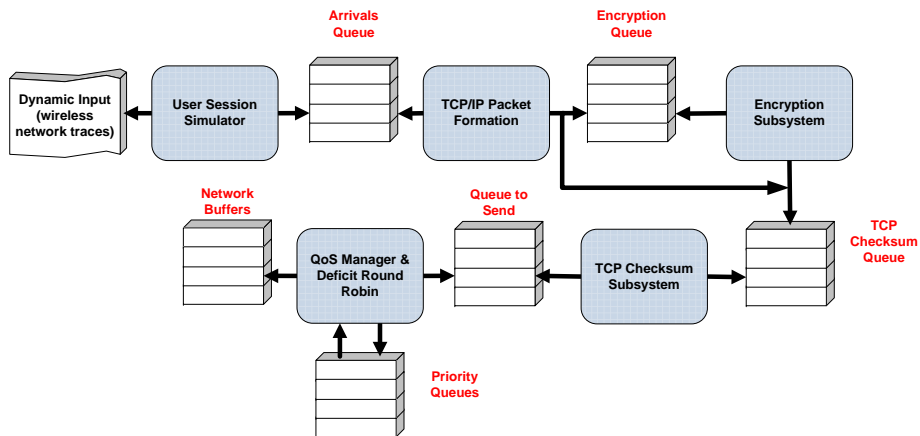 Arrivals
Queue
Encryption
Queue
Dynamic Input
(wireless
network traces)
User Session
Simulator
TCP/IP Packet
Formation
Encryption
Subsystem
Network
Buffers
Queue to
Send
TCP
Checksum
Queue
QoS Manager &
Deficit Round
Robin
TCP Checksum
Subsystem
Priority
Queues